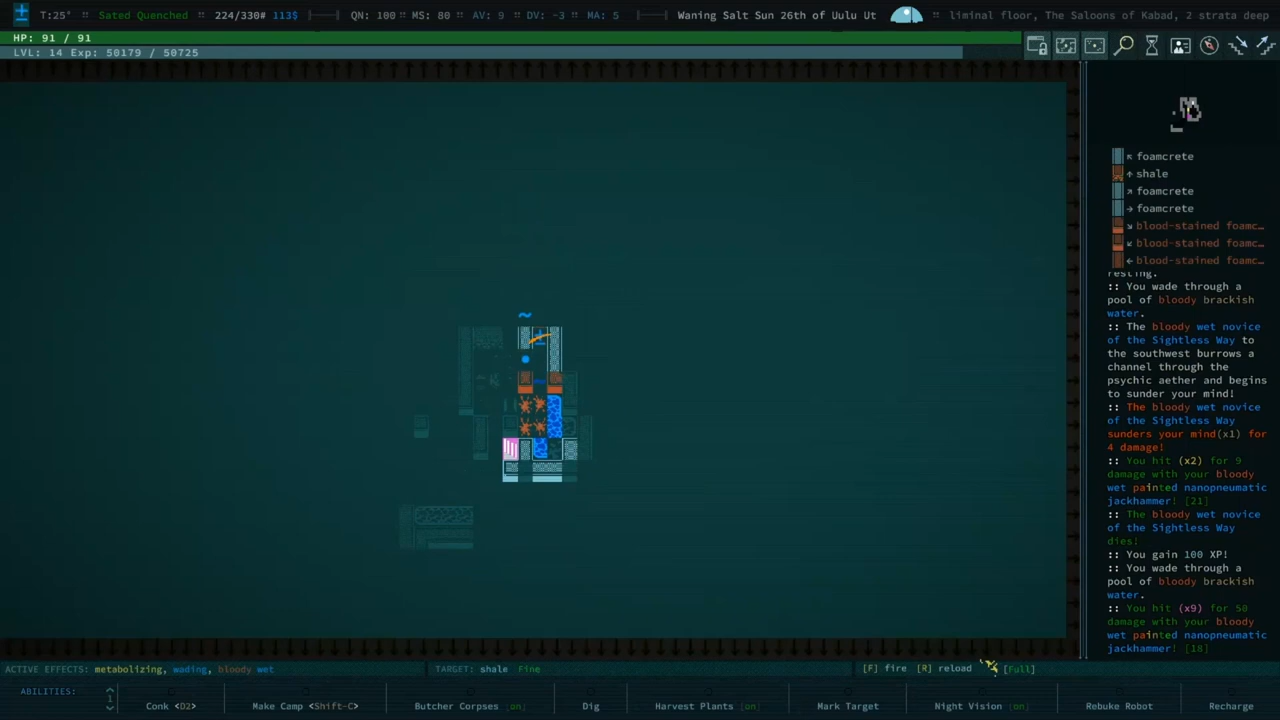 T:25° Sated Quenched 224/330# 113$ QN: 100 MS: 80 AV: 9 DV: -3 MA: 5 Waning Salt Sun 26th of Uulu Ut liminal floor, The Saloons of Kabad, 2 strata deep
HP: 91 / 91
LVL: 14 Exp: 50179 / 50725
foamcrete
shale
foamcrete
foamcrete
blood-stained foamc…
blood-stained foamc…
blood-stained foamc…
resting.
:: You wade through a
pool of bloody brackish
water.
:: The bloody wet novice
of the Sightless Way to
the southwest burrows a
channel through the
psychic aether and begins
to sunder your mind!
:: The bloody wet novice
of the Sightless Way
sunders your mind(x1) for
4 damage!
:: You hit (x2) for 9
damage with your bloody
wet painted nanopneumatic
jackhammer! [21]
:: The bloody wet novice
of the Sightless Way
dies!
:: You gain 100 XP!
:: You wade through a
pool of bloody brackish
water.
:: You hit (x9) for 50
damage with your bloody
wet painted nanopneumatic
jackhammer! [18]
ACTIVE EFFECTS: metabolizing, wading, bloody wet TARGET: shale Fine [F] fire [R] reload [Full]
ABILITIES: 1 Conk <D2> Make Camp <Shift-C> Butcher Corpses [on] Dig Harvest Plants [on] Mark Target Night Vision [on] Rebuke Robot Recharge